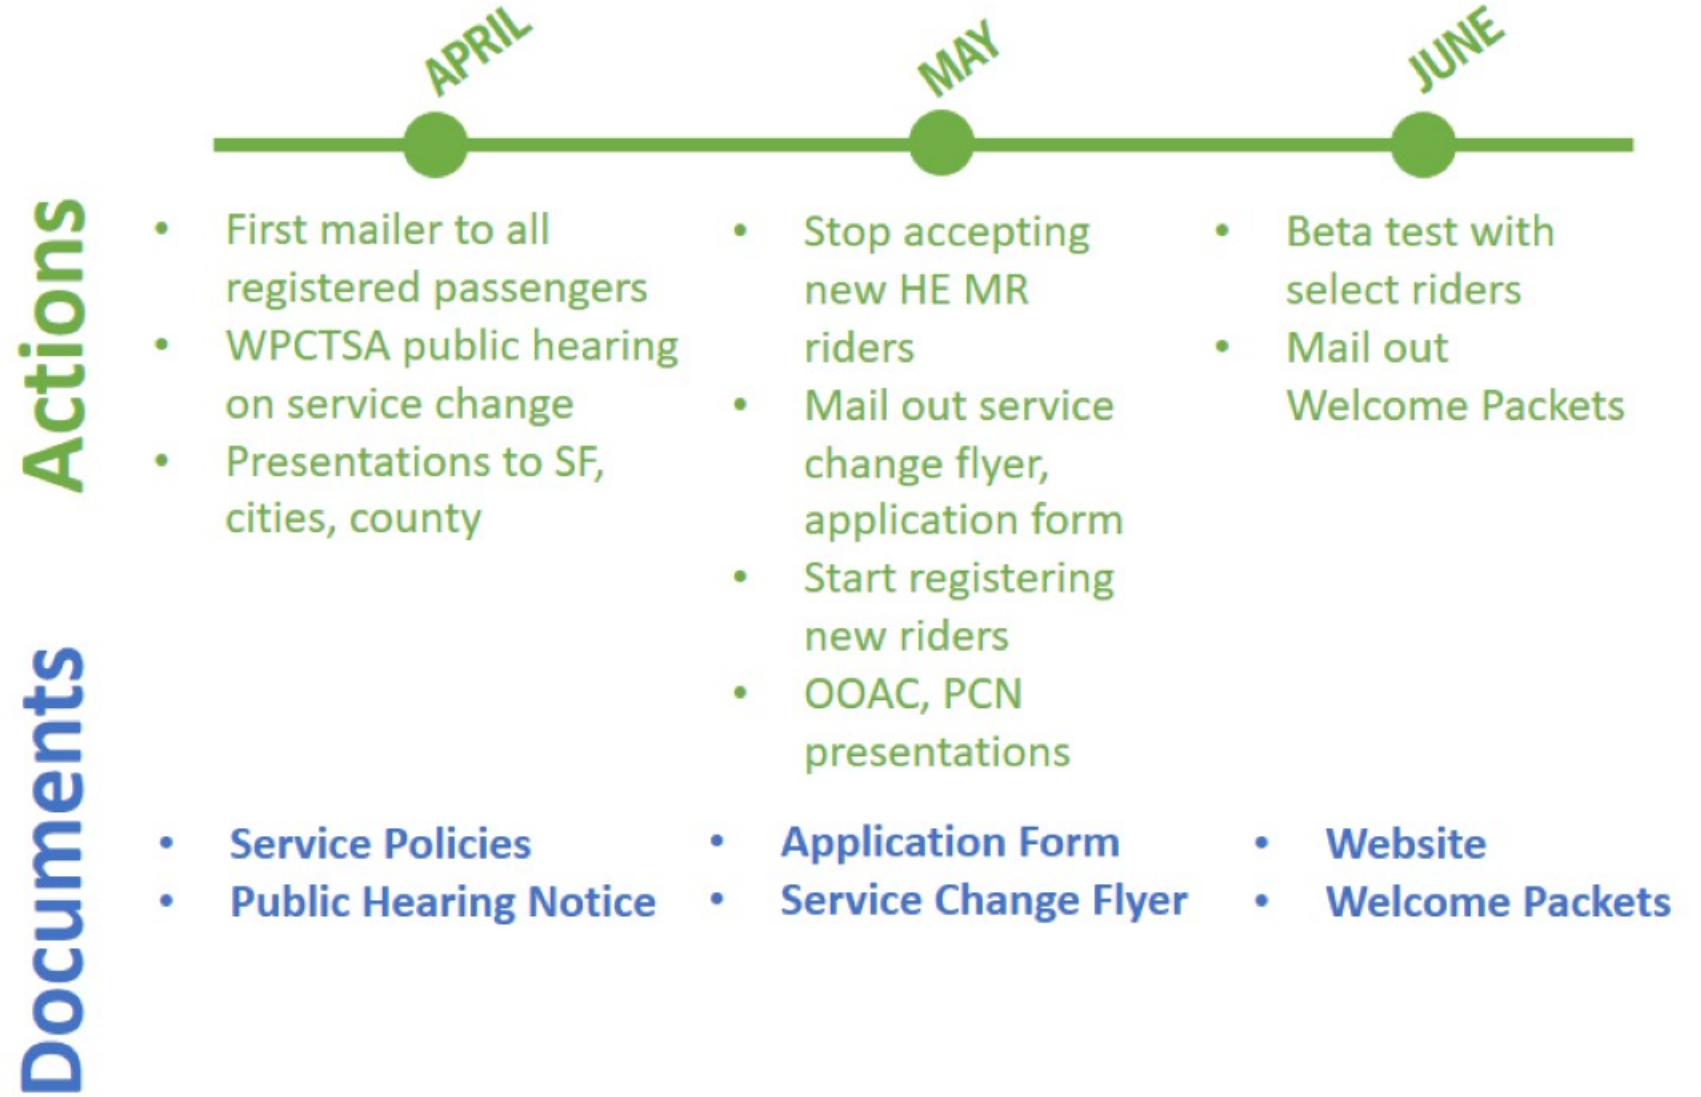 APRIL
MAY
JUNE
Actions
• First mailer to all
registered passengers
• WPCTSA public hearing
on service change
• Presentations to SF,
cities, county
• Stop accepting
new HE MR
riders
• Mail out service
change flyer,
application form
• Start registering
new riders
• OOAC, PCN
presentations
• Beta test with
select riders
• Mail out
Welcome Packets
Documents
• Service Policies
• Public Hearing Notice
• Application Form
• Service Change Flyer
• Website
• Welcome Packets